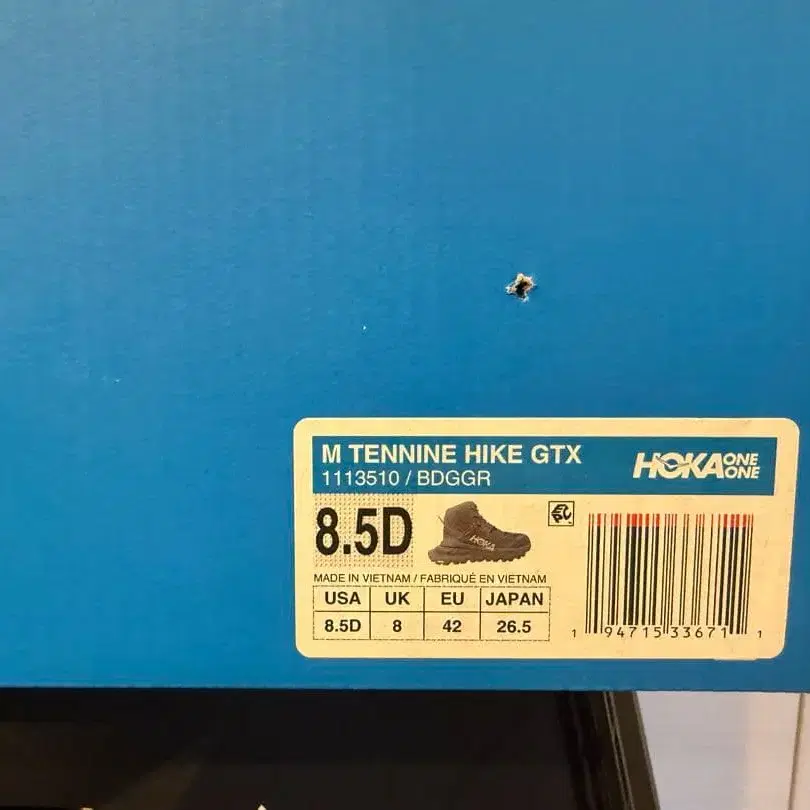 M TENNINE HIKE GTX
1113510 / BDGGR
HOKA ONE ONE
8.5D
HOKA
MADE IN VIETNAM / FABRIQUÉ EN VIETNAM
USA UK EU JAPAN
8.5D 8 42 26.5
1 94715 33671 1